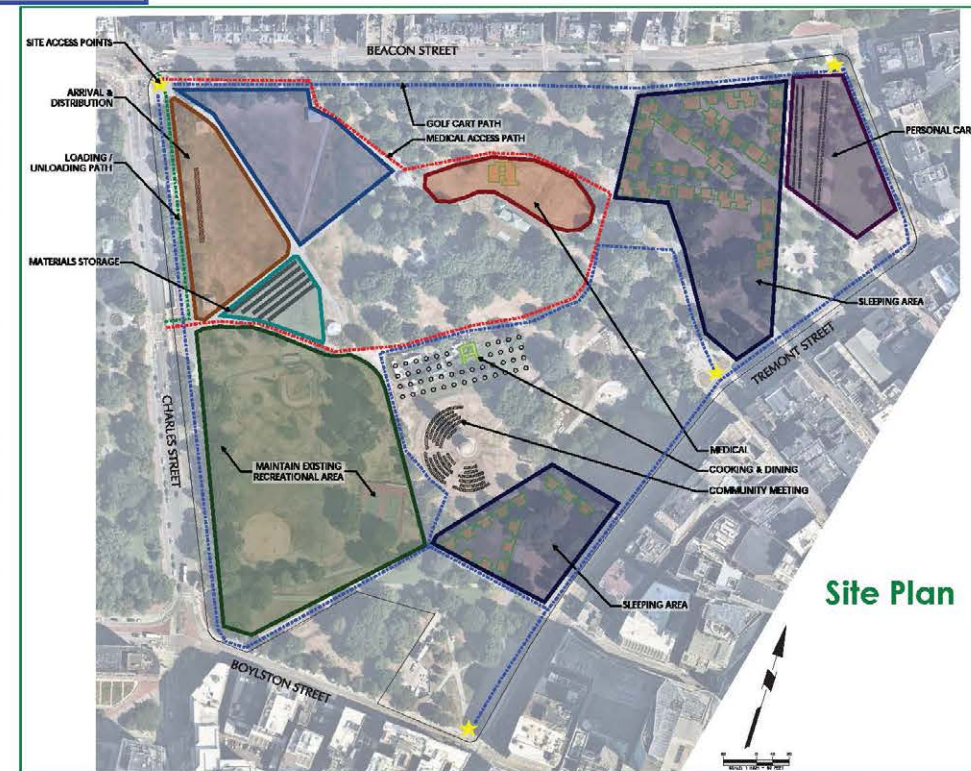 BEACON STREET
SITE ACCESS POINTS
ARRIVAL &
DISTRIBUTION
GOLF CART PATH
MEDICAL ACCESS PATH
PERSONAL CARE
LOADING /
UNLOADING PATH
MATERIALS STORAGE
SLEEPING AREA
TREMONT STREET
CHARLES STREET
MEDICAL
MAINTAIN EXISTING
RECREATIONAL AREA
COOKING & DINING
COMMUNITY MEETING
Site Plan
SLEEPING AREA
BOYLSTON STREET